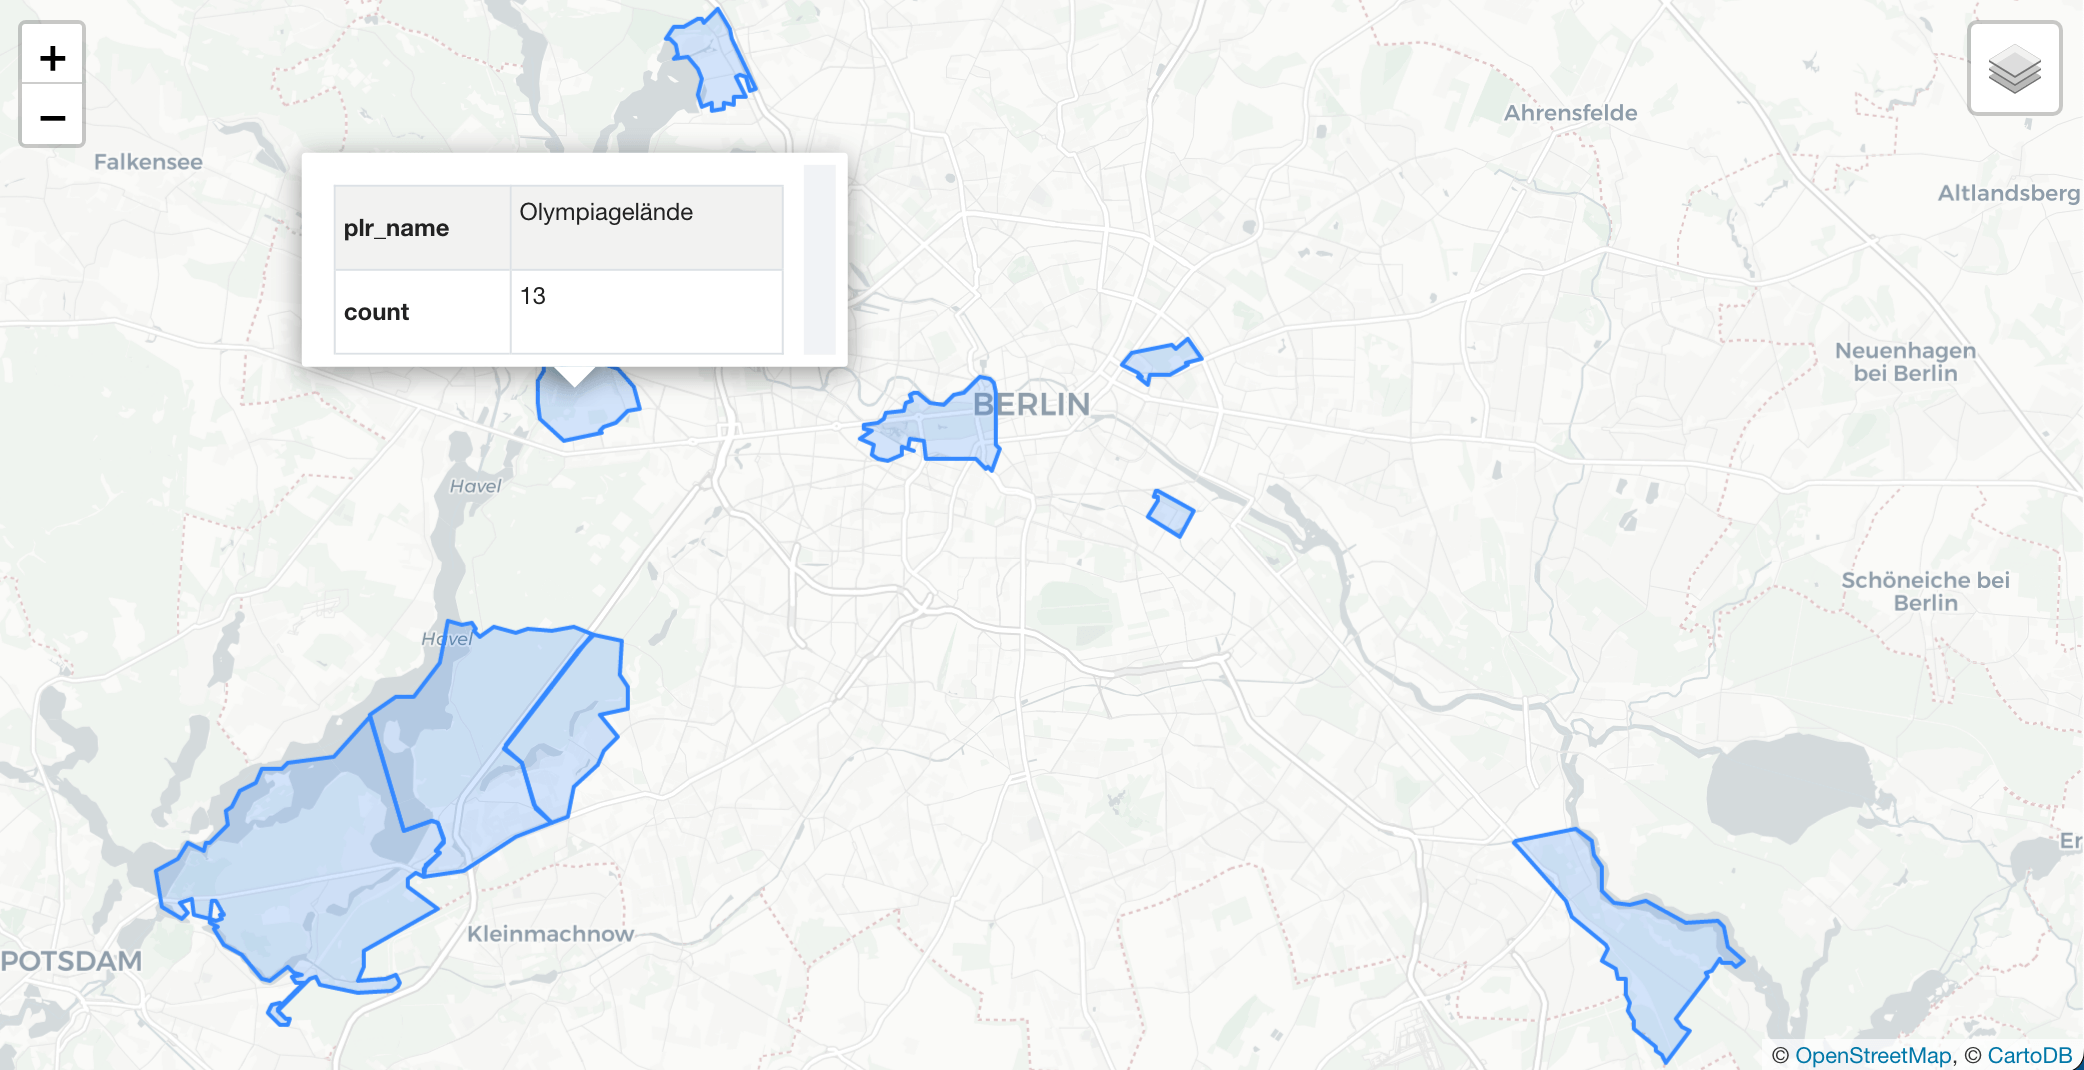 +
−
Falkensee
Ahrensfelde
Altlandsberg
plr_name Olympiagelände
count 13
Neuenhagen
bei Berlin
BERLIN
Havel
Schöneiche bei
Berlin
Havel
Er
Kleinmachnow
POTSDAM
© OpenStreetMap, © CartoDB